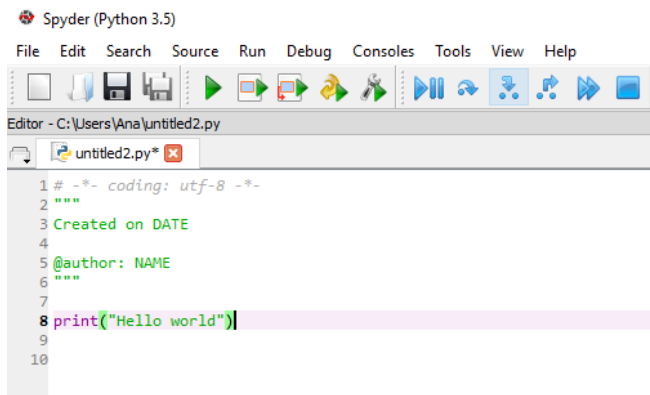 Spyder (Python 3.5)
File Edit Search Source Run Debug Consoles Tools View Help
Editor - C:\Users\Ana\untitled2.py
untitled2.py*
1 # -*- coding: utf-8 -*-
2 """
3 Created on DATE
4
5 @author: NAME
6 """
7
8 print("Hello world")
9
10